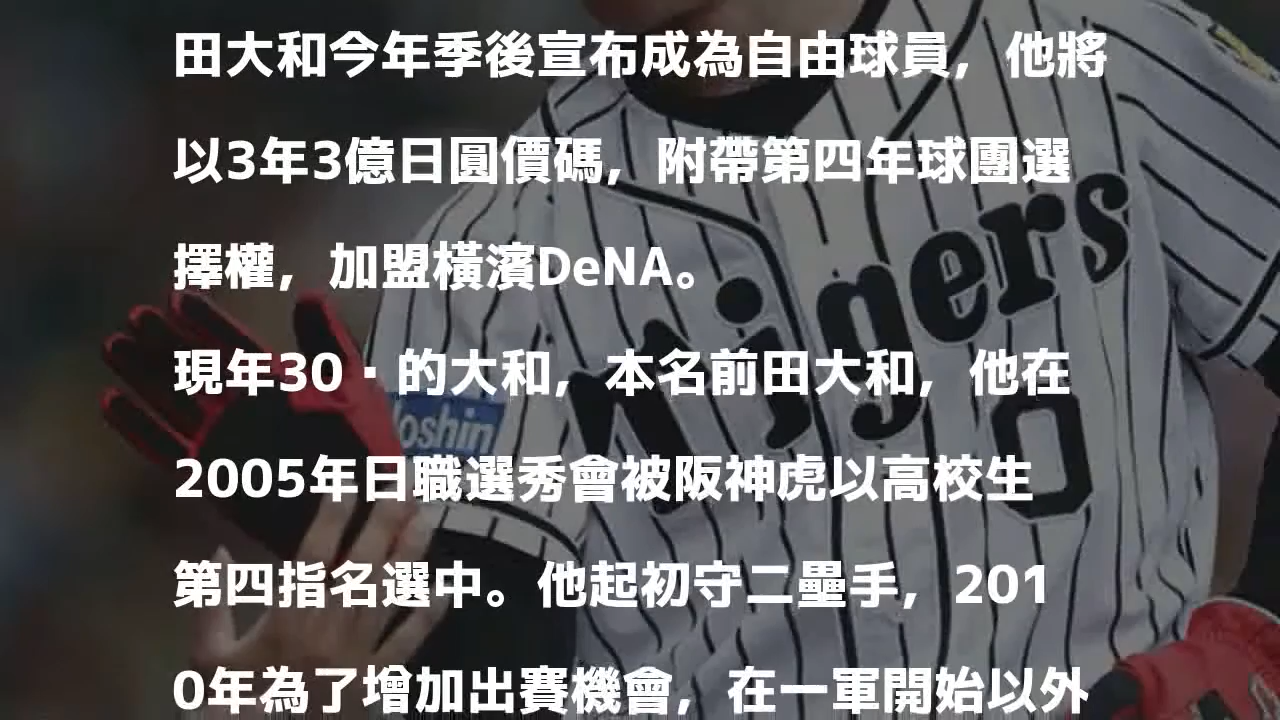 田大和今年季後宣布成為自由球員，他將
以3年3億日圓價碼，附帶第四年球團選
擇權，加盟橫濱DeNA。
現年30▪的大和，本名前田大和，他在
2005年日職選秀會被阪神虎以高校生
第四指名選中。他起初守二壘手，201
0年為了增加出賽機會，在一軍開始以外
Tigers
oshin
0